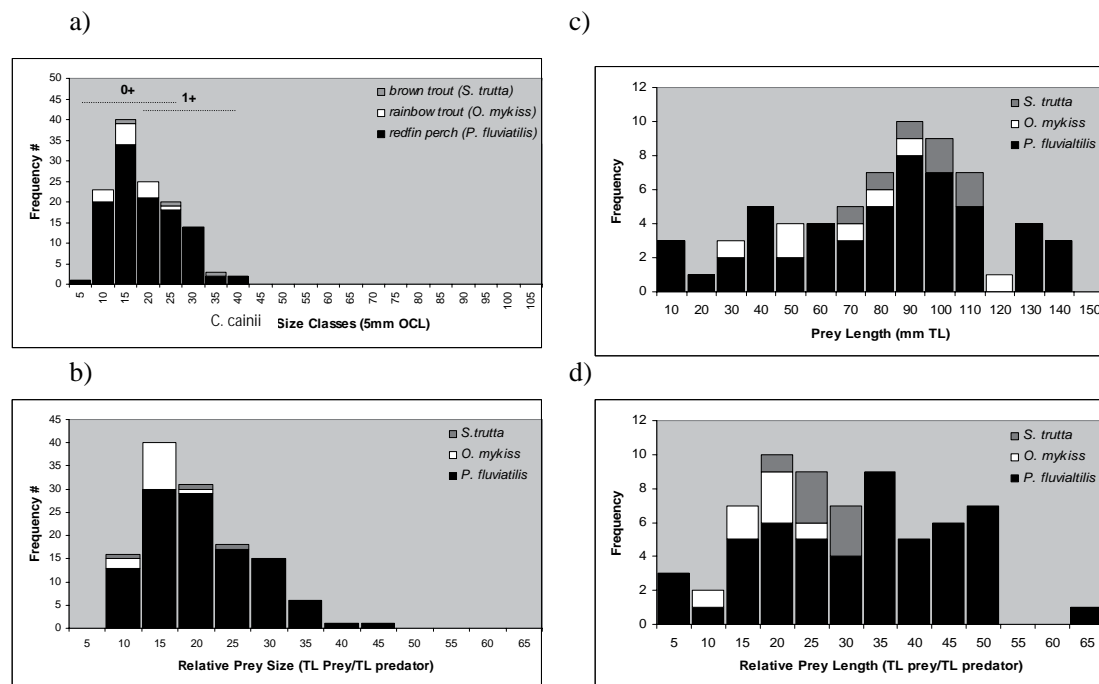 a)
50
45
40
35
30
25
20
15
10
5
0
Frequency #
0+
1+
brown trout (S. trutta)
rainbow trout (O. mykiss)
redfin perch (P. fluviatilis)
5 10 15 20 25 30 35 40 45 50 55 60 65 70 75 80 85 90 95 100 105
C. cainii Size Classes (5mm OCL)
c)
12
10
8
6
4
2
0
Frequency
S. trutta
O. mykiss
P. fluvialtilis
10 20 30 40 50 60 70 80 90 100 110 120 130 140 150
Prey Length (mm TL)
b)
45
40
35
30
25
20
15
10
5
0
Frequency #
S.trutta
O. mykiss
P. fluviatilis
5 10 15 20 25 30 35 40 45 50 55 60 65
Relative Prey Size (TL Prey/TL predator)
d)
12
10
8
6
4
2
0
Frequency
S. trutta
O. mykiss
P. fluvialtilis
5 10 15 20 25 30 35 40 45 50 55 60 65
Relative Prey Length (TL prey/TL predator)